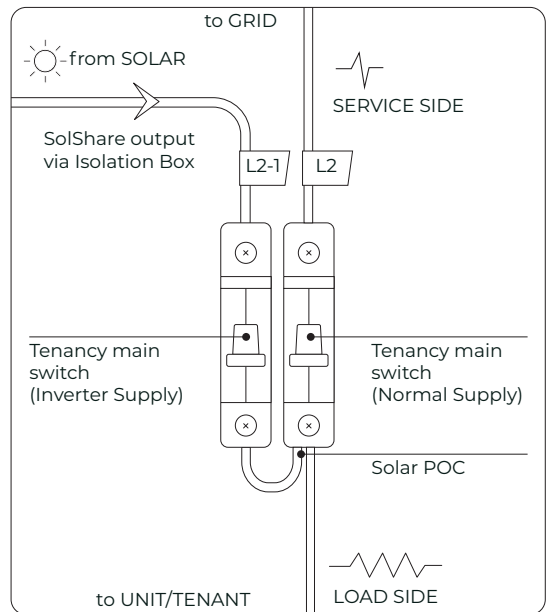 to GRID
from SOLAR
SERVICE SIDE
SolShare output
via Isolation Box
L2-1
L2
Tenancy main
switch
(Inverter Supply)
Tenancy main
switch
(Normal Supply)
Solar POC
to UNIT/TENANT
LOAD SIDE